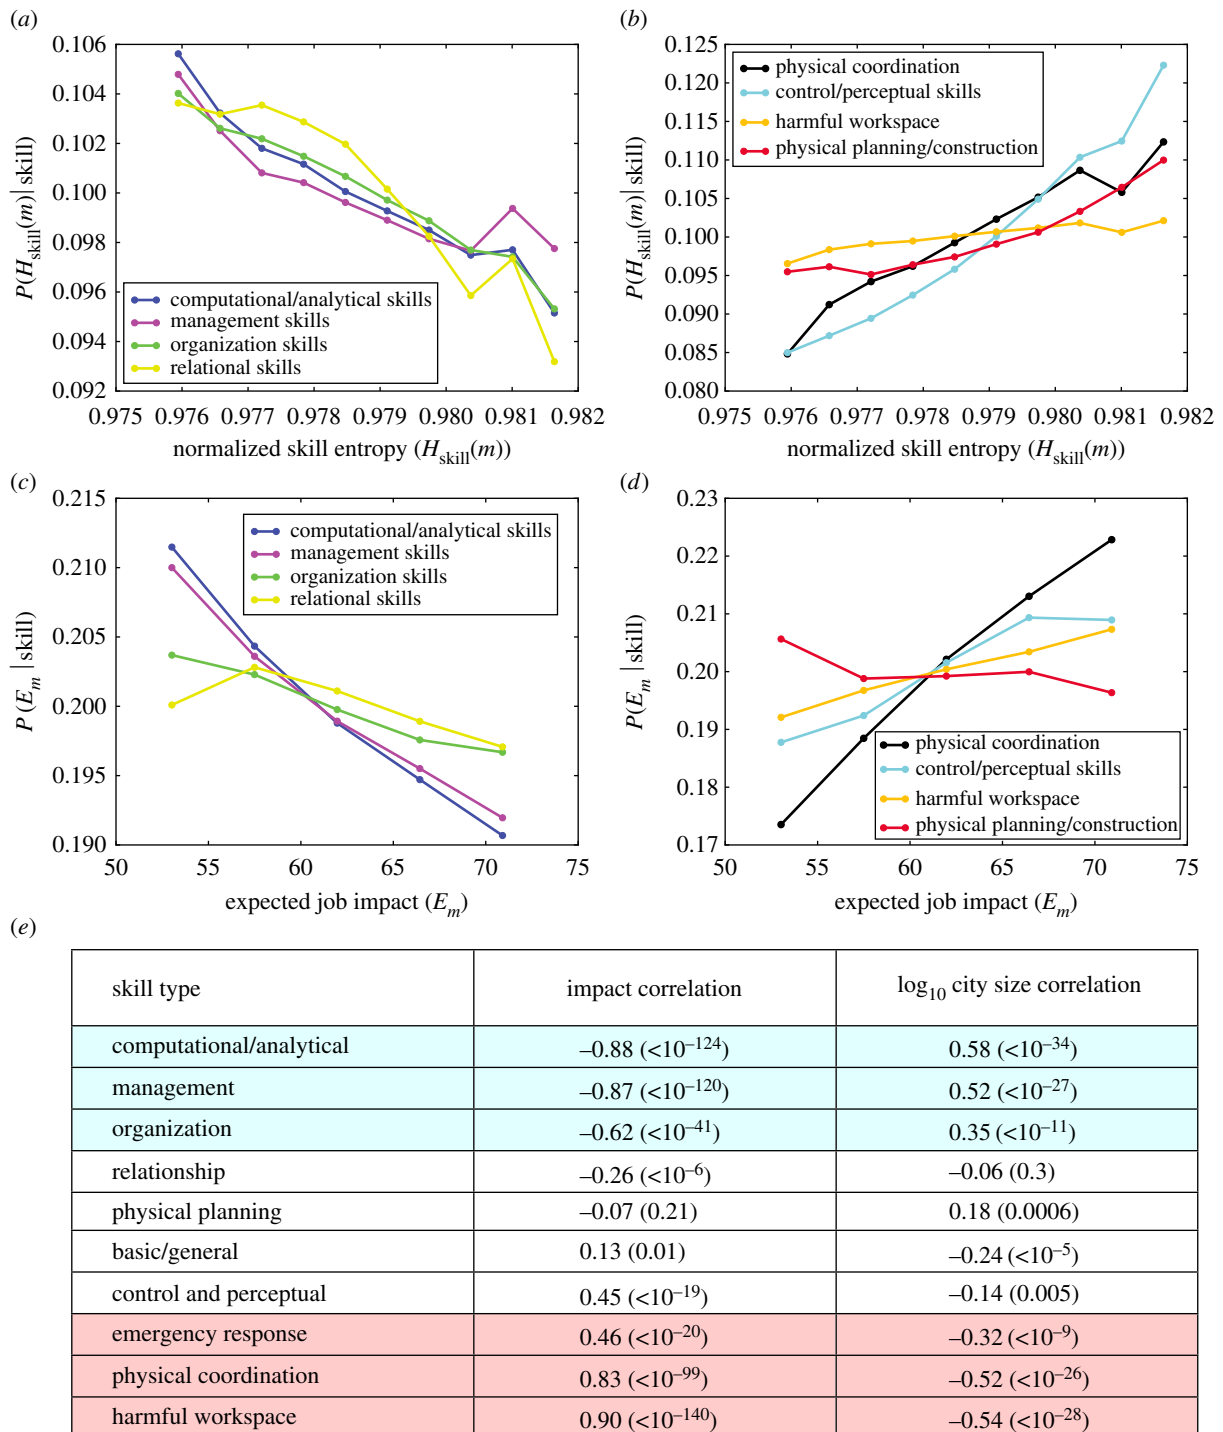 (a)
0.106
0.104
0.102
0.100
0.098
0.096
0.094
0.092
P(H_skill(m)|skill)
computational/analytical skills
management skills
organization skills
relational skills
0.975 0.976 0.977 0.978 0.979 0.980 0.981 0.982
normalized skill entropy (H_skill(m))
(b)
0.125
0.120
0.115
0.110
0.105
0.100
0.095
0.090
0.085
0.080
P(H_skill(m)|skill)
physical coordination
control/perceptual skills
harmful workspace
physical planning/construction
0.975 0.976 0.977 0.978 0.979 0.980 0.981 0.982
normalized skill entropy (H_skill(m))
(c)
0.215
0.210
0.205
0.200
0.195
0.190
P(E_m|skill)
computational/analytical skills
management skills
organization skills
relational skills
50 55 60 65 70 75
expected job impact (E_m)
(d)
0.23
0.22
0.21
0.20
0.19
0.18
0.17
P(E_m|skill)
physical coordination
control/perceptual skills
harmful workspace
physical planning/construction
50 55 60 65 70 75
expected job impact (E_m)
(e)
skill type impact correlation log₁₀ city size correlation
computational/analytical –0.88 (<10⁻¹²⁴) 0.58 (<10⁻³⁴)
management –0.87 (<10⁻¹²⁰) 0.52 (<10⁻²⁷)
organization –0.62 (<10⁻⁴¹) 0.35 (<10⁻¹¹)
relationship –0.26 (<10⁻⁶) –0.06 (0.3)
physical planning –0.07 (0.21) 0.18 (0.0006)
basic/general 0.13 (0.01) –0.24 (<10⁻⁵)
control and perceptual 0.45 (<10⁻¹⁹) –0.14 (0.005)
emergency response 0.46 (<10⁻²⁰) –0.32 (<10⁻⁹)
physical coordination 0.83 (<10⁻⁹⁹) –0.52 (<10⁻²⁶)
harmful workspace 0.90 (<10⁻¹⁴⁰) –0.54 (<10⁻²⁸)